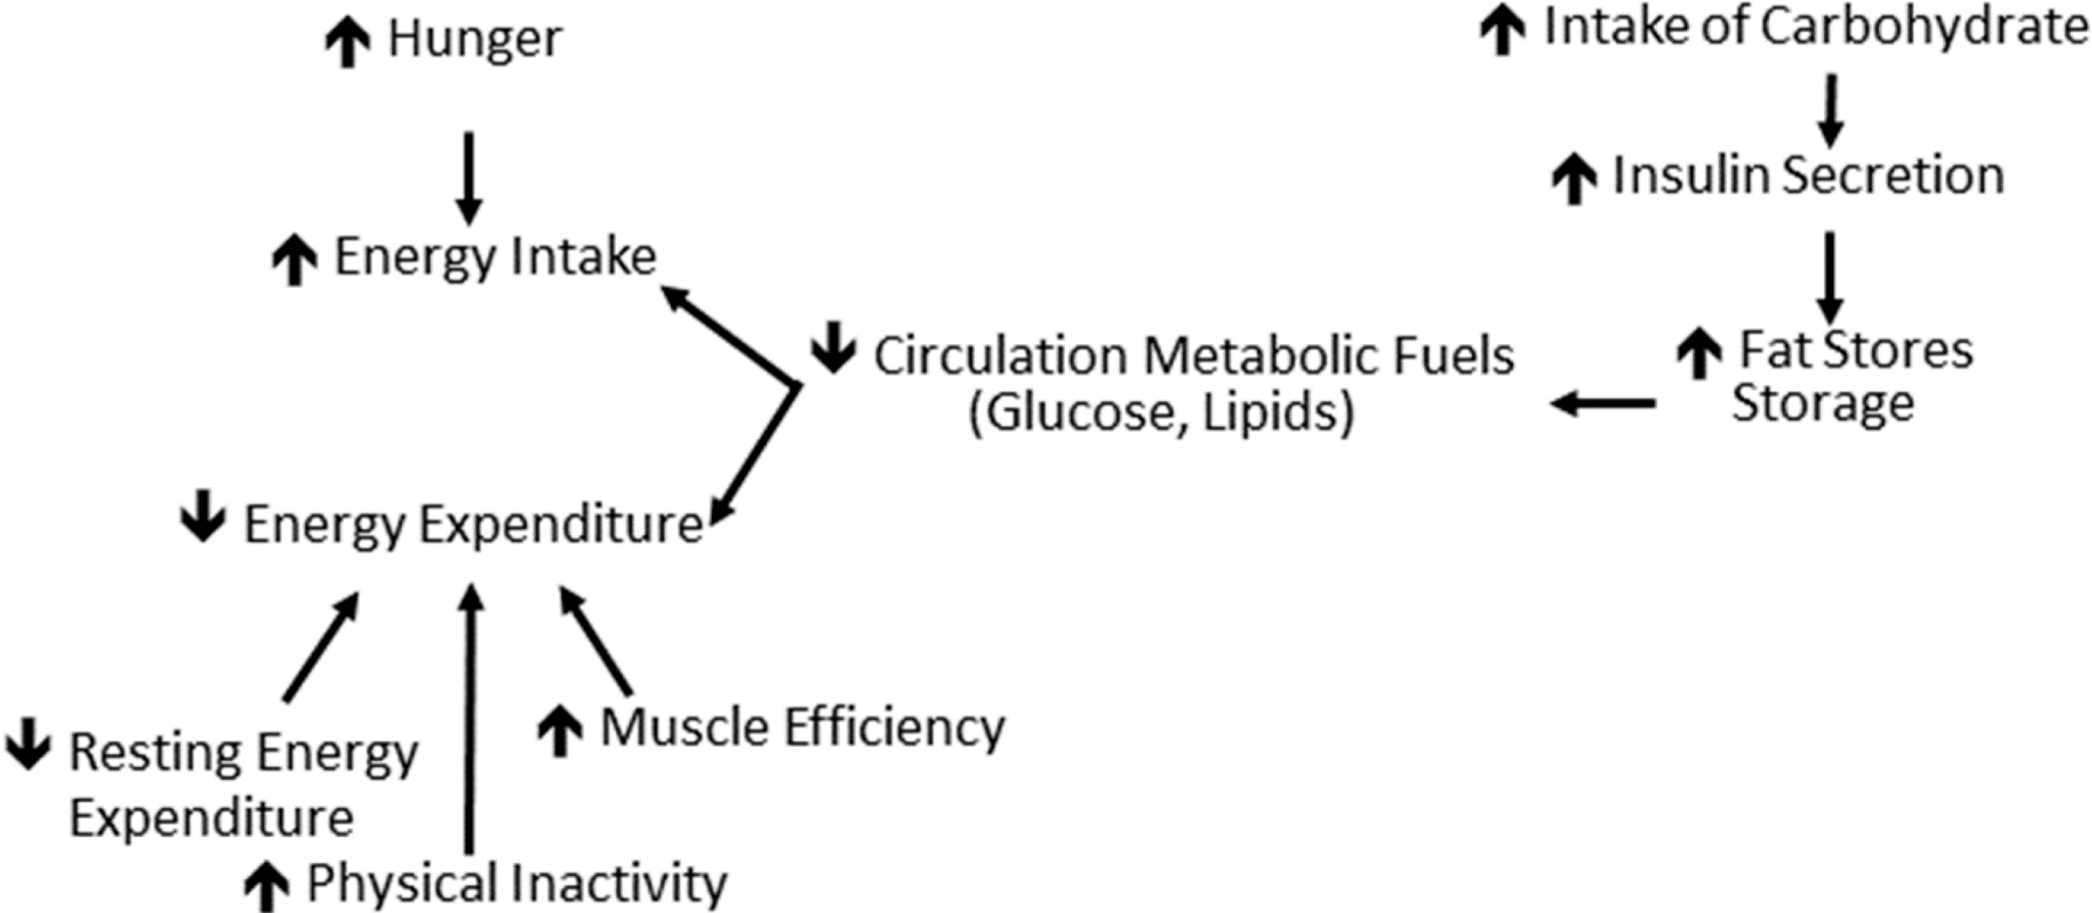 ↑ Hunger
↑ Intake of Carbohydrate
↑ Insulin Secretion
↑ Energy Intake
↓ Circulation Metabolic Fuels
(Glucose, Lipids)
↑ Fat Stores
Storage
↓ Energy Expenditure
↓ Resting Energy
Expenditure
↑ Muscle Efficiency
↑ Physical Inactivity